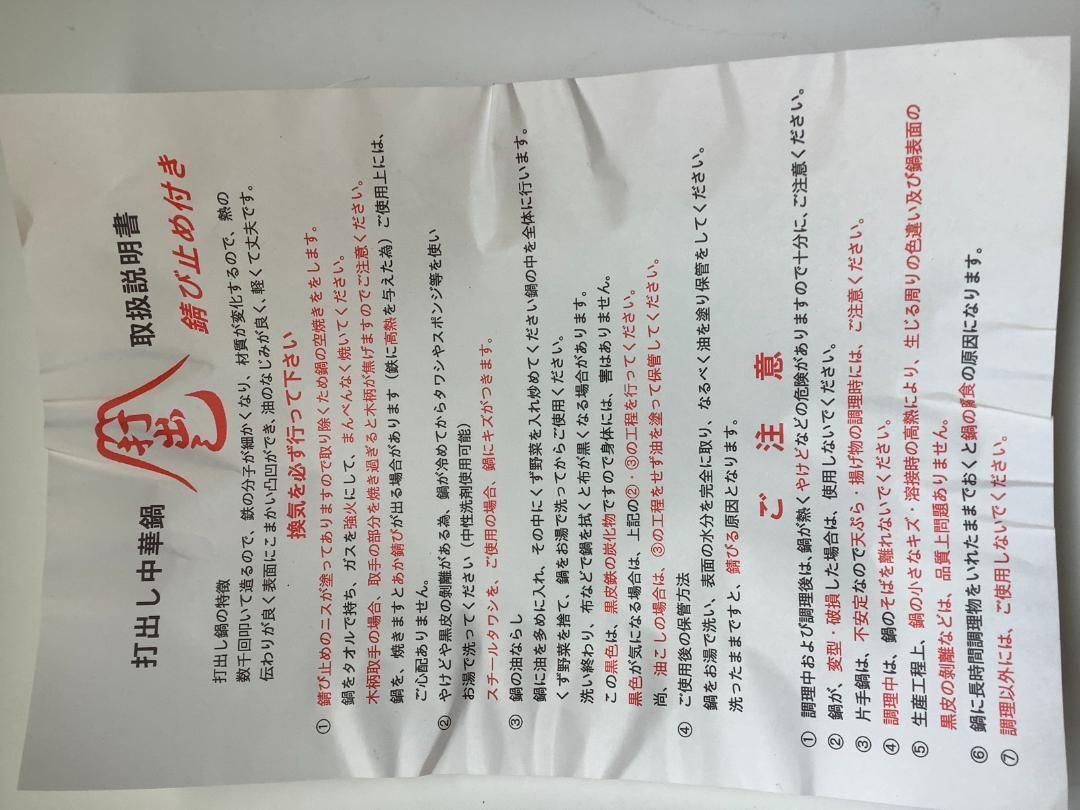 打出し中華鍋 打出し 取扱説明書
錆び止め付き
打出し鍋の特徴
数千回叩いて造るので、鉄の分子が細かくなり、材質が変化するので、熱の
伝わりが良く表面にこまかい凸凹ができ、油のなじみが良く、軽くて丈夫です。
換気を必ず行って下さい
① 錆び止めのニスが塗ってありますので取り除くため鍋の空焼きををします。
鍋をタオルで持ち、ガスを強火にして、まんべんなく焼いてください。
木柄取手の場合、取手の部分を焼き過ぎると木柄が焦げますのでご注意ください。
鍋を、焼きますとあか錆びが出る場合があります（鉄に高熱を与えた為）ご使用上には、
ご心配ありません。
② やけどや黒皮の剥離がある為、鍋が冷めてからタワシやスポンジ等を使い
お湯で洗ってください（中性洗剤使用可能）
スチールタワシを、ご使用の場合、鍋にキズがつきます。
③ 鍋の油ならし
鍋に油を多めに入れ、その中にくず野菜を入れ炒めてください鍋の中を全体に行います。
くず野菜を捨て、鍋をお湯で洗ってからご使用ください。
洗い終わり、布などで鍋を拭くと布が黒くなる場合があります。
この黒色は、黒皮鉄の炭化物ですので身体には、害はありません。
黒色が気になる場合は、上記の②・③の工程を行ってください。
尚、油こしの場合は、③の工程をせず油を塗って保管してください。
④ ご使用後の保管方法
鍋をお湯で洗い、表面の水分を完全に取り、なるべく油を塗り保管をしてください。
洗ったままですと、錆びる原因となります。
ご注意
① 調理中および調理後は、鍋が熱くやけどなどの危険がありますので十分に、ご注意ください。
② 鍋が、変型・破損した場合は、使用しないでください。
③ 片手鍋は、不安定なので天ぷら・揚げ物の調理時には、ご注意ください。
④ 調理中は、鍋のそばを離れないでください。
⑤ 生産工程上、鍋の小さなキズ・溶接時の高熱により、生じる周りの色違い及び鍋表面の
黒皮の剥離などは、品質上問題ありません。
⑥ 鍋に長時間調理物をいれたままでおくと鍋の腐食の原因になります。
⑦ 調理以外には、ご使用しないでください。